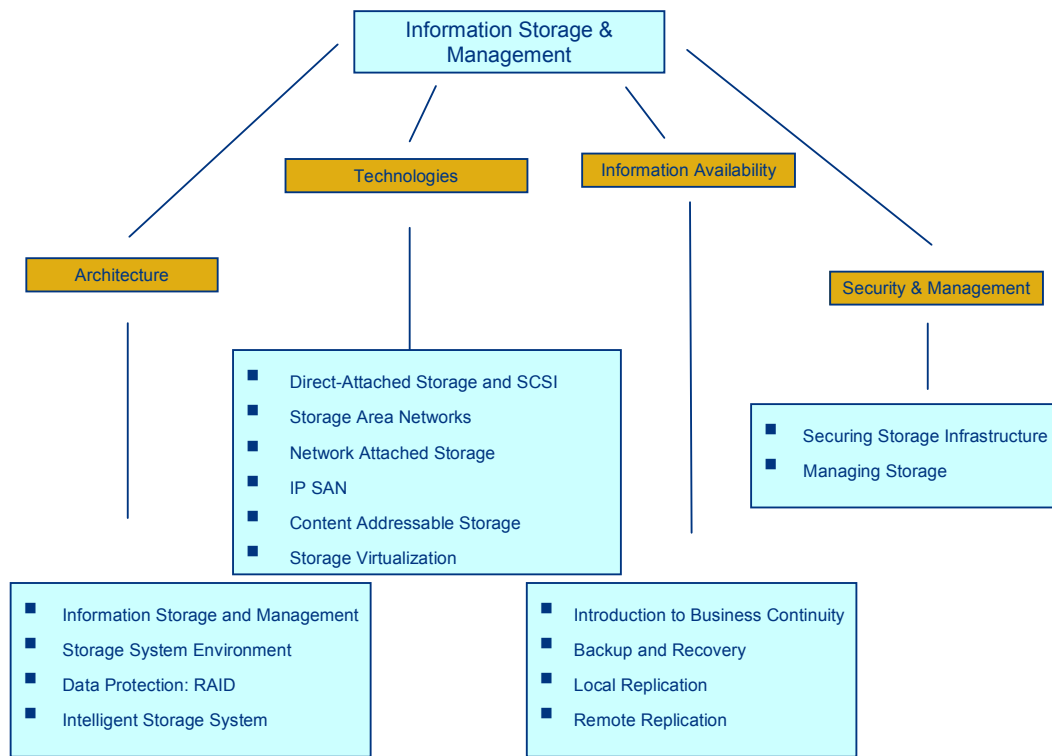 Information Storage &
Management
Technologies
Information Availability
Architecture
Security & Management
Direct-Attached Storage and SCSI
Storage Area Networks
Network Attached Storage
IP SAN
Content Addressable Storage
Storage Virtualization
Securing Storage Infrastructure
Managing Storage
Information Storage and Management
Storage System Environment
Data Protection: RAID
Intelligent Storage System
Introduction to Business Continuity
Backup and Recovery
Local Replication
Remote Replication